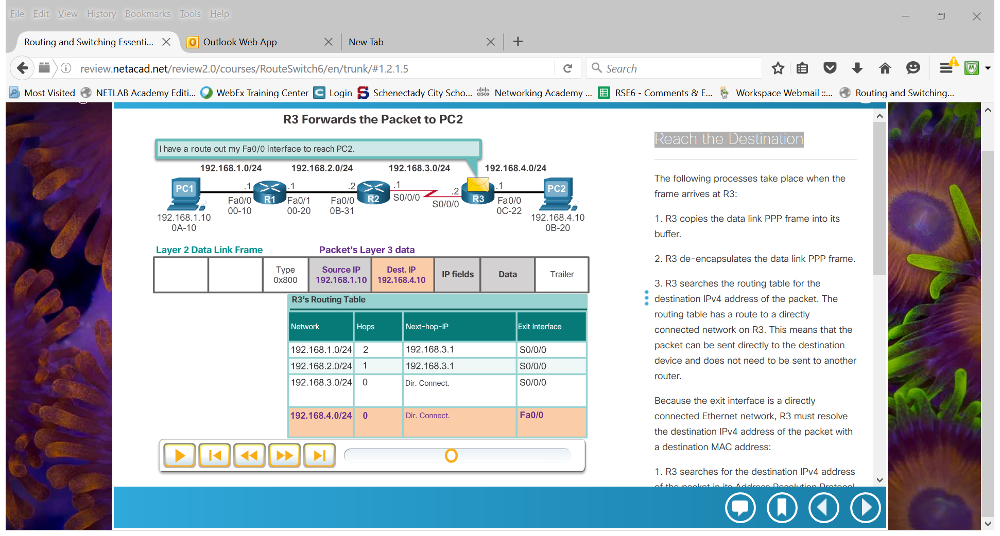 File Edit View History Bookmarks Tools Help
Routing and Switching Essenti... Outlook Web App New Tab
review.netacad.net/review2.0/courses/RouteSwitch6/en/trunk/#1.2.1.5 Search
Most Visited NETLAB Academy Editi... WebEx Training Center Login Schenectady City Scho... Networking Academy ... RSE6 - Comments & E... Workspace Webmail ::... Routing and Switching...
R3 Forwards the Packet to PC2
I have a route out my Fa0/0 interface to reach PC2.
192.168.1.0/24 192.168.2.0/24 192.168.3.0/24 192.168.4.0/24
PC1 .1 .1 .2 .1 .2 .1 PC2
R1 R2 R3
Fa0/0 Fa0/1 Fa0/0 S0/0/0 S0/0/0 Fa0/0
00-10 00-20 0B-31 0C-22
192.168.1.10 192.168.4.10
0A-10 0B-20
Layer 2 Data Link Frame Packet's Layer 3 data
Type Source IP Dest. IP IP fields Data Trailer
0x800 192.168.1.10 192.168.4.10
R3's Routing Table
Network Hops Next-hop-IP Exit Interface
192.168.1.0/24 2 192.168.3.1 S0/0/0
192.168.2.0/24 1 192.168.3.1 S0/0/0
192.168.3.0/24 0 Dir. Connect. S0/0/0
192.168.4.0/24 0 Dir. Connect. Fa0/0
Reach the Destination
The following processes take place when the
frame arrives at R3:
1. R3 copies the data link PPP frame into its
buffer.
2. R3 de-encapsulates the data link PPP frame.
3. R3 searches the routing table for the
destination IPv4 address of the packet. The
routing table has a route to a directly
connected network on R3. This means that the
packet can be sent directly to the destination
device and does not need to be sent to another
router.
Because the exit interface is a directly
connected Ethernet network, R3 must resolve
the destination IPv4 address of the packet with
a destination MAC address:
1. R3 searches for the destination IPv4 address
of the packet in its Address Resolution Protocol